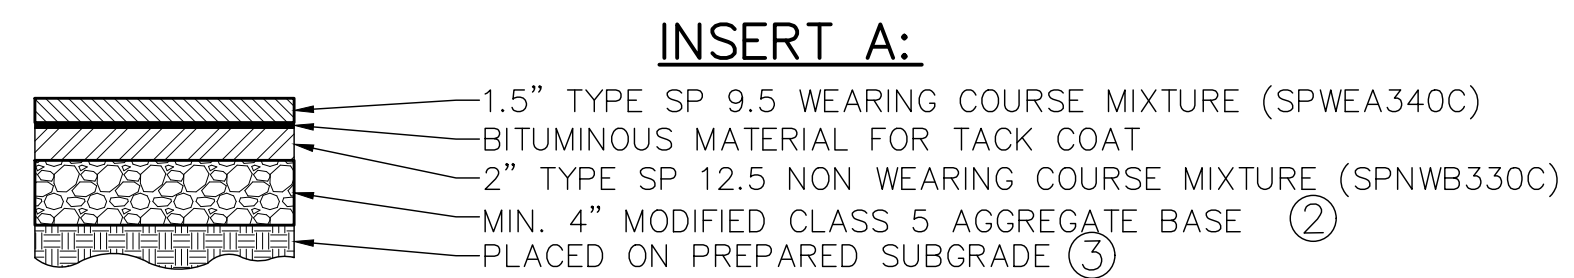 INSERT A:
1.5” TYPE SP 9.5 WEARING COURSE MIXTURE (SPWEA340C)
BITUMINOUS MATERIAL FOR TACK COAT
2” TYPE SP 12.5 NON WEARING COURSE MIXTURE (SPNWB330C)
MIN. 4” MODIFIED CLASS 5 AGGREGATE BASE 2
PLACED ON PREPARED SUBGRADE 3